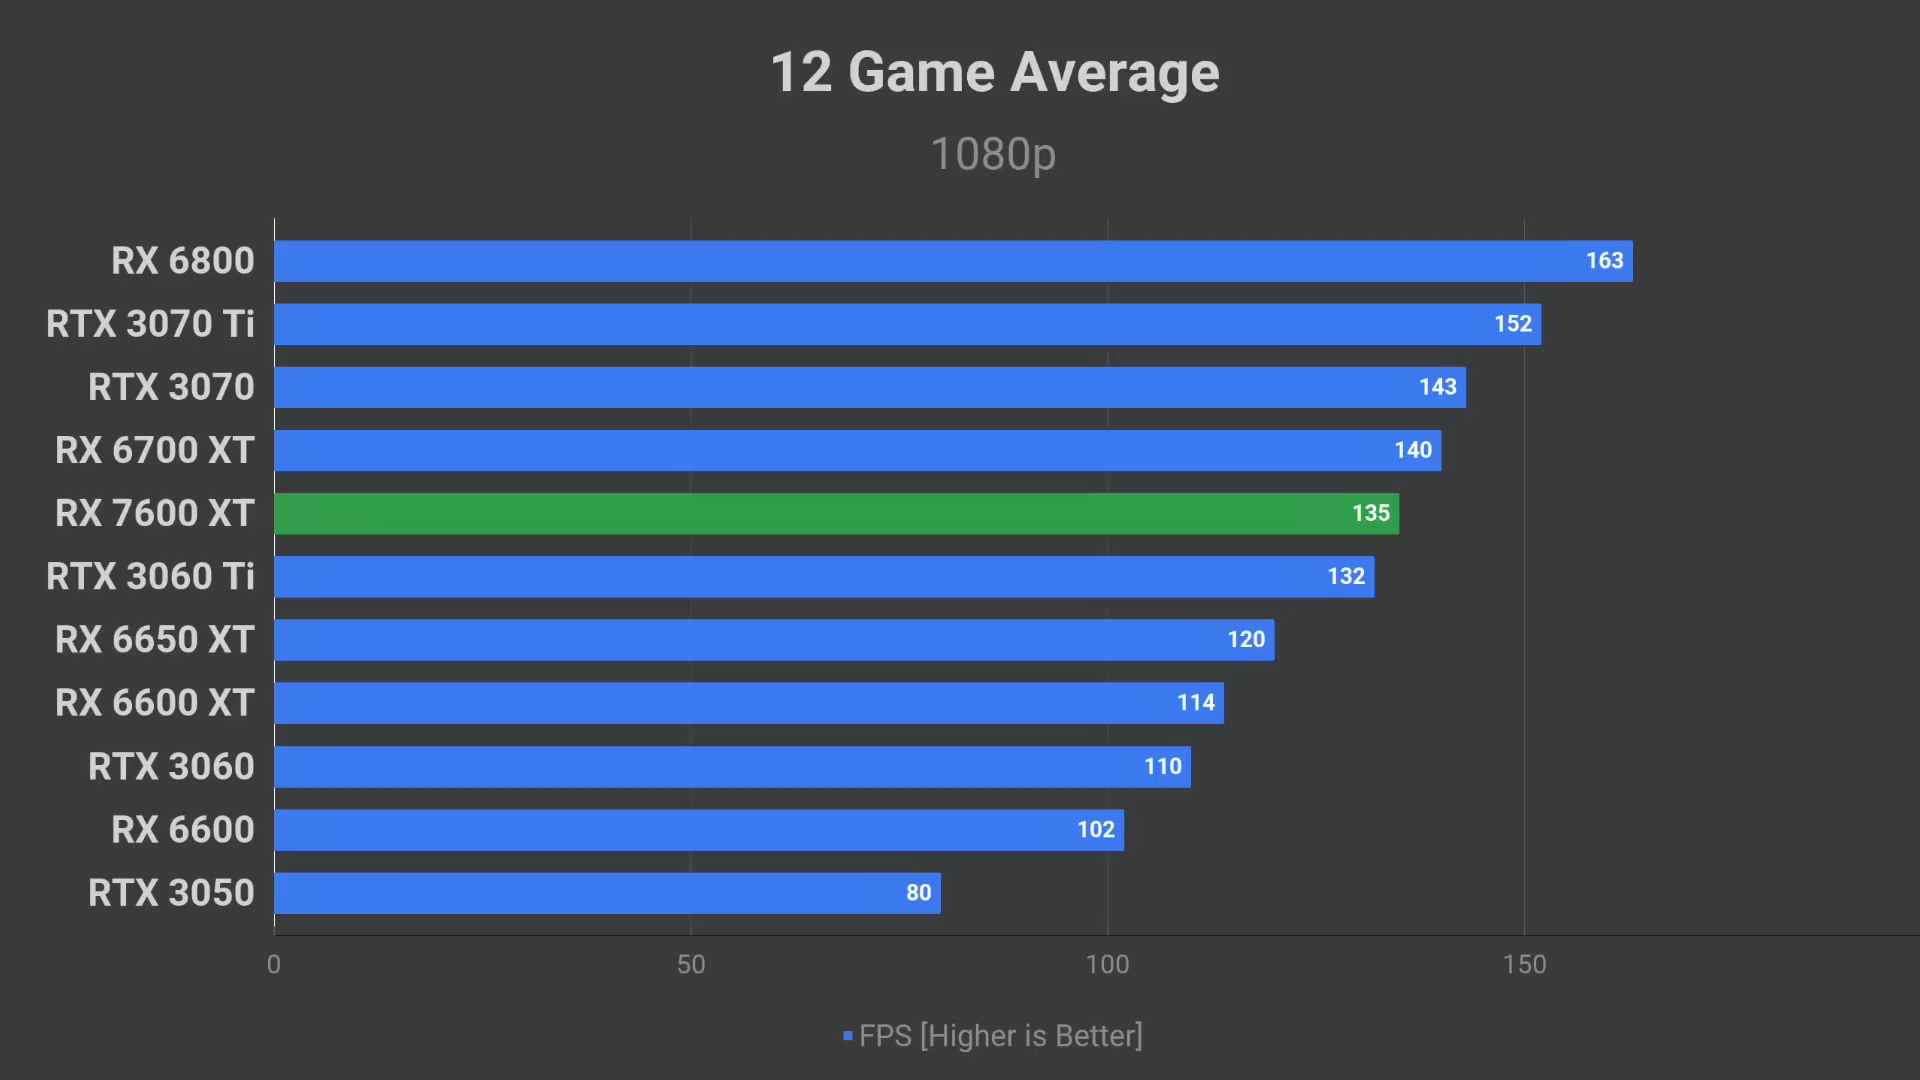 12 Game Average
1080p
RX 6800 163
RTX 3070 Ti 152
RTX 3070 143
RX 6700 XT 140
RX 7600 XT 135
RTX 3060 Ti 132
RX 6650 XT 120
RX 6600 XT 114
RTX 3060 110
RX 6600 102
RTX 3050 80
0 50 100 150
FPS [Higher is Better]